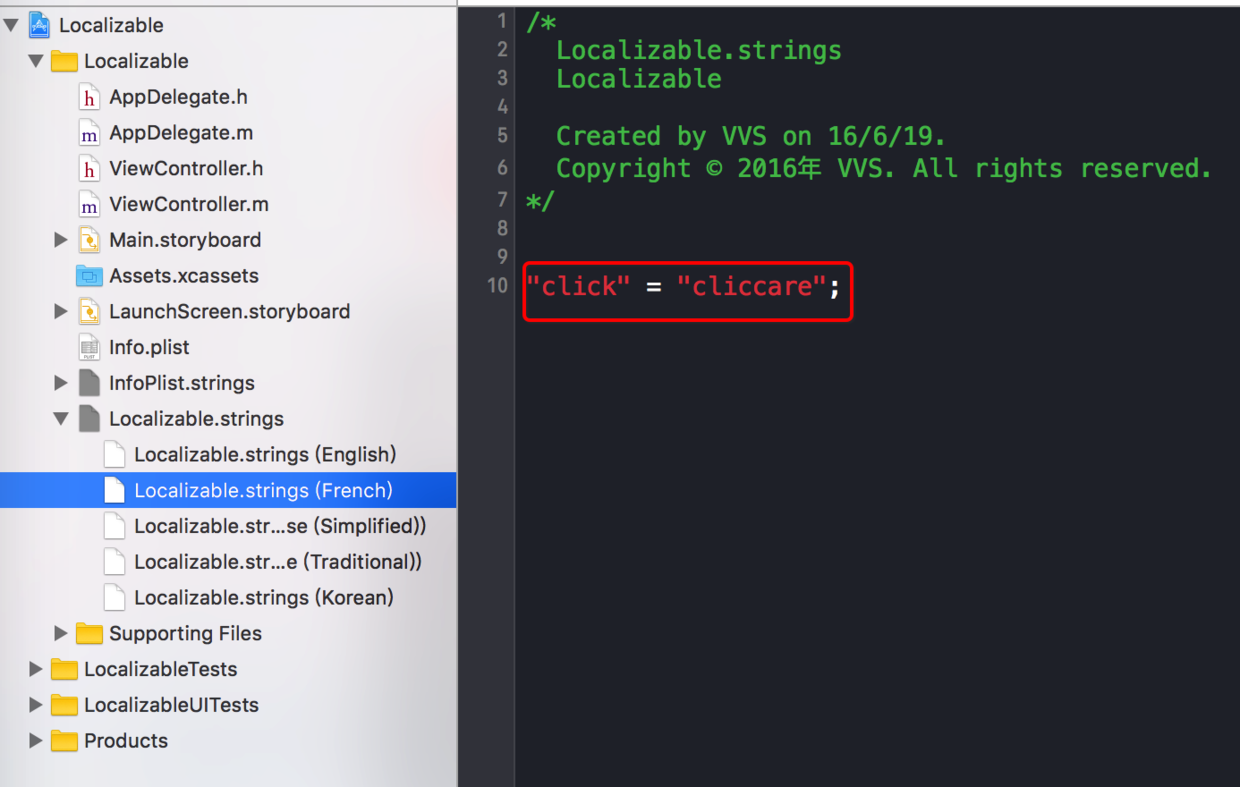 Localizable
Localizable
AppDelegate.h
AppDelegate.m
ViewController.h
ViewController.m
Main.storyboard
Assets.xcassets
LaunchScreen.storyboard
Info.plist
InfoPlist.strings
Localizable.strings
Localizable.strings (English)
Localizable.strings (French)
Localizable.str...se (Simplified))
Localizable.str...e (Traditional))
Localizable.strings (Korean)
Supporting Files
LocalizableTests
LocalizableUITests
Products
1 /*
2 Localizable.strings
3 Localizable
4
5 Created by VVS on 16/6/19.
6 Copyright © 2016年 VVS. All rights reserved.
7 */
8
9
10 "click" = "cliccare";